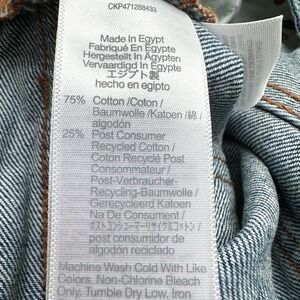 CKP471288433
Made In Egypt
Fabriqué En Égypte
Hergestellt In Ägypten
Vervaardigd In Egypte
エジプト製
hecho en egipto
75% Cotton /Coton /
Baumwolle /Katoen /綿 /
algodón
25% Post Consumer
Recycled Cotton /
Coton Recyclé Post
Consommateur /
Post-Verbraucher-
Recycling-Baumwolle /
Gerecycleerd Katoen
Na De Consument /
ポストコンシューマーリサイクルコットン /
algodón reciclado de
post consumidor
Machine Wash Cold With Like
Colors, Non-Chlorine Bleach
Only, Tumble Dry Low, Iron